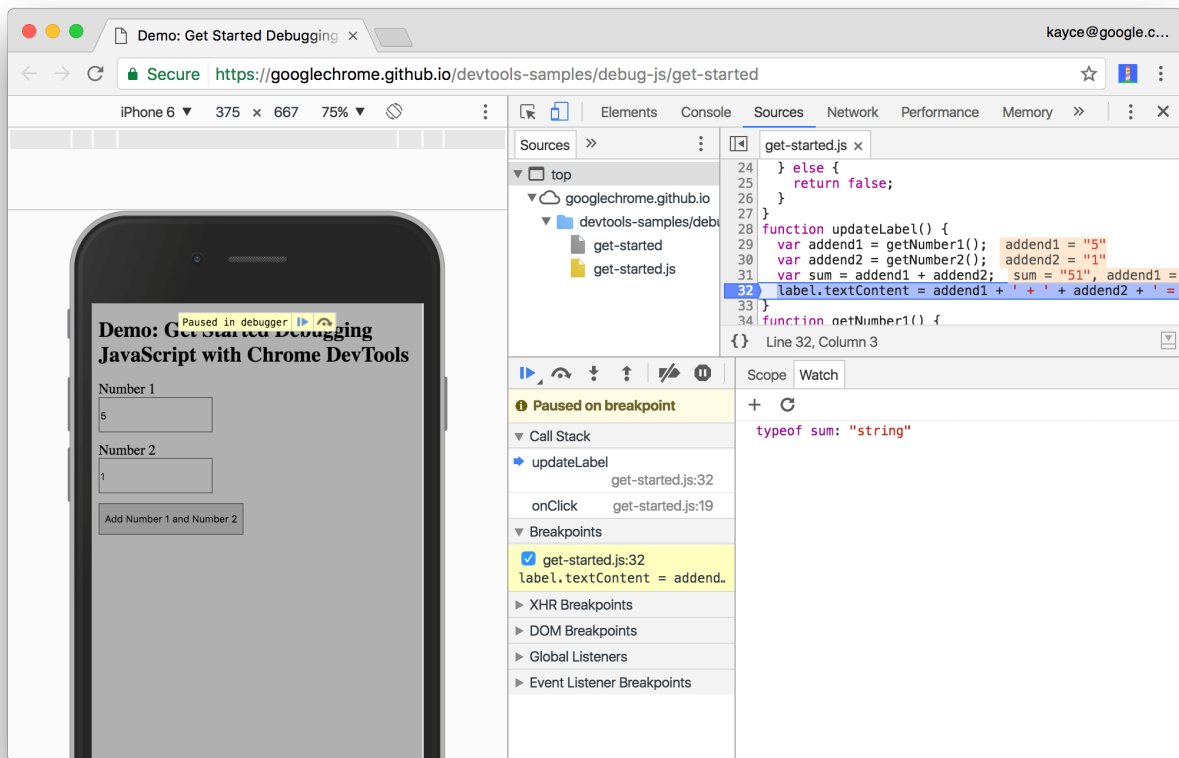 Demo: Get Started Debugging
kayce@google.c...
Secure https://googlechrome.github.io/devtools-samples/debug-js/get-started
iPhone 6 ▼ 375 × 667 75% ▼
Elements Console Sources Network Performance Memory »
Sources »
top
googlechrome.github.io
devtools-samples/debu
get-started
get-started.js
get-started.js ×
24 } else {
25 return false;
26 }
27 }
28 function updateLabel() {
29 var addend1 = getNumber1(); addend1 = "5"
30 var addend2 = getNumber2(); addend2 = "1"
31 var sum = addend1 + addend2; sum = "51", addend1 =
32 label.textContent = addend1 + ' + ' + addend2 + ' =
33 }
34 function getNumber1() {
{} Line 32, Column 3
Paused in debugger
Demo: Get Started Debugging
JavaScript with Chrome DevTools
Number 1
5
Number 2
1
Add Number 1 and Number 2
Paused on breakpoint
Call Stack
updateLabel
get-started.js:32
onClick get-started.js:19
Breakpoints
get-started.js:32
label.textContent = addend…
XHR Breakpoints
DOM Breakpoints
Global Listeners
Event Listener Breakpoints
Scope Watch
typeof sum: "string"